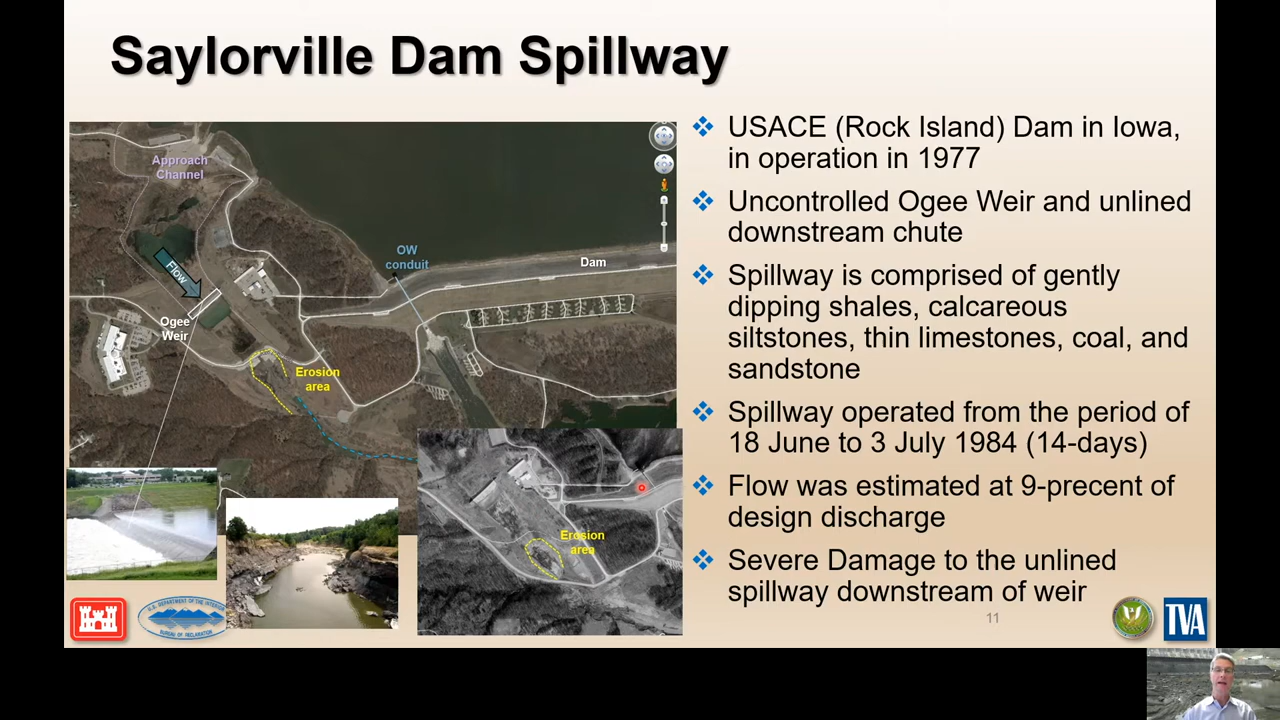 Saylorville Dam Spillway
Approach
Channel
Flow
Ogee
Weir
OW
conduit
Dam
Erosion
area
Erosion
area
USACE (Rock Island) Dam in Iowa,
in operation in 1977
Uncontrolled Ogee Weir and unlined
downstream chute
Spillway is comprised of gently
dipping shales, calcareous
siltstones, thin limestones, coal, and
sandstone
Spillway operated from the period of
18 June to 3 July 1984 (14-days)
Flow was estimated at 9-precent of
design discharge
Severe Damage to the unlined
spillway downstream of weir
11
U.S. DEPARTMENT OF THE INTERIOR
BUREAU OF RECLAMATION
TVA